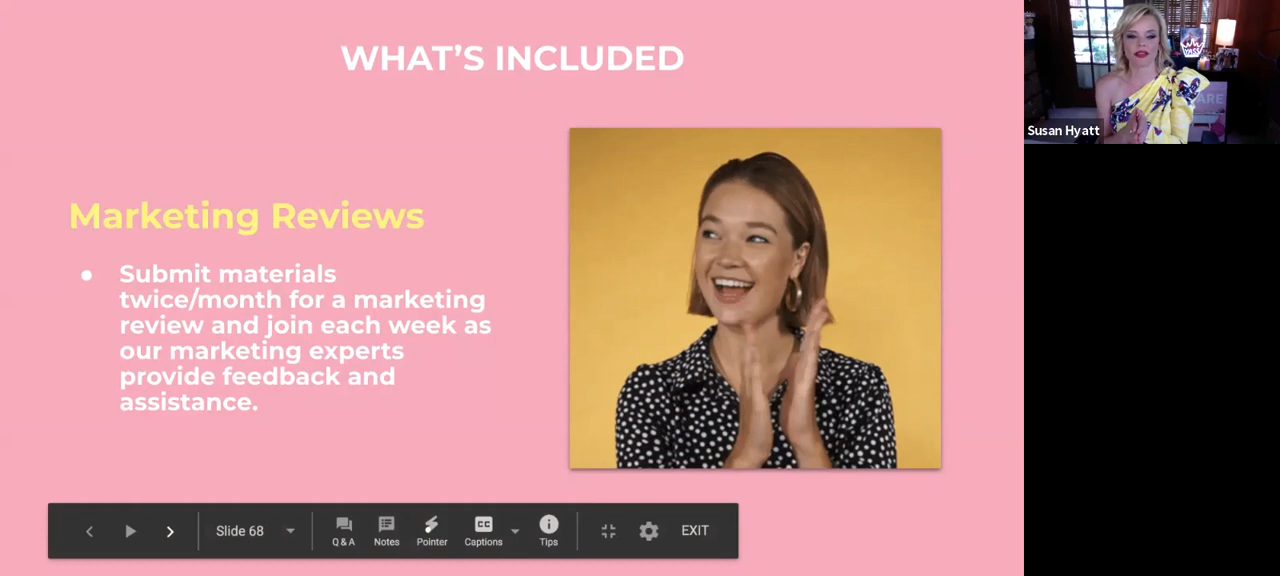 WHAT'S INCLUDED
Marketing Reviews
● Submit materials
twice/month for a marketing
review and join each week as
our marketing experts
provide feedback and
assistance.
Slide 68
Q & A
Notes
Pointer
CC
Captions
Tips
EXIT
Susan Hyatt